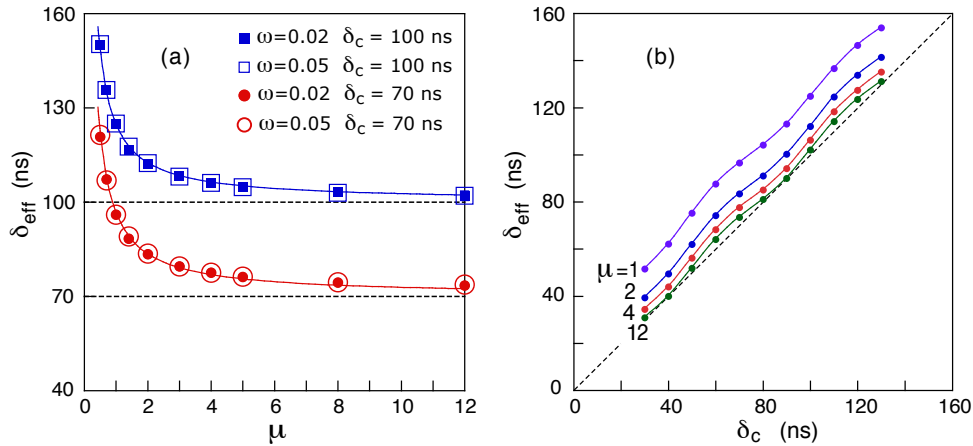 160
130
100
70
40
δeff (ns)
(a)
ω=0.02 δc = 100 ns
ω=0.05 δc = 100 ns
ω=0.02 δc = 70 ns
ω=0.05 δc = 70 ns
0 2 4 6 8 10 12
μ
160
120
80
40
0
δeff (ns)
(b)
μ=1
2
4
12
0 40 80 120 160
δc (ns)